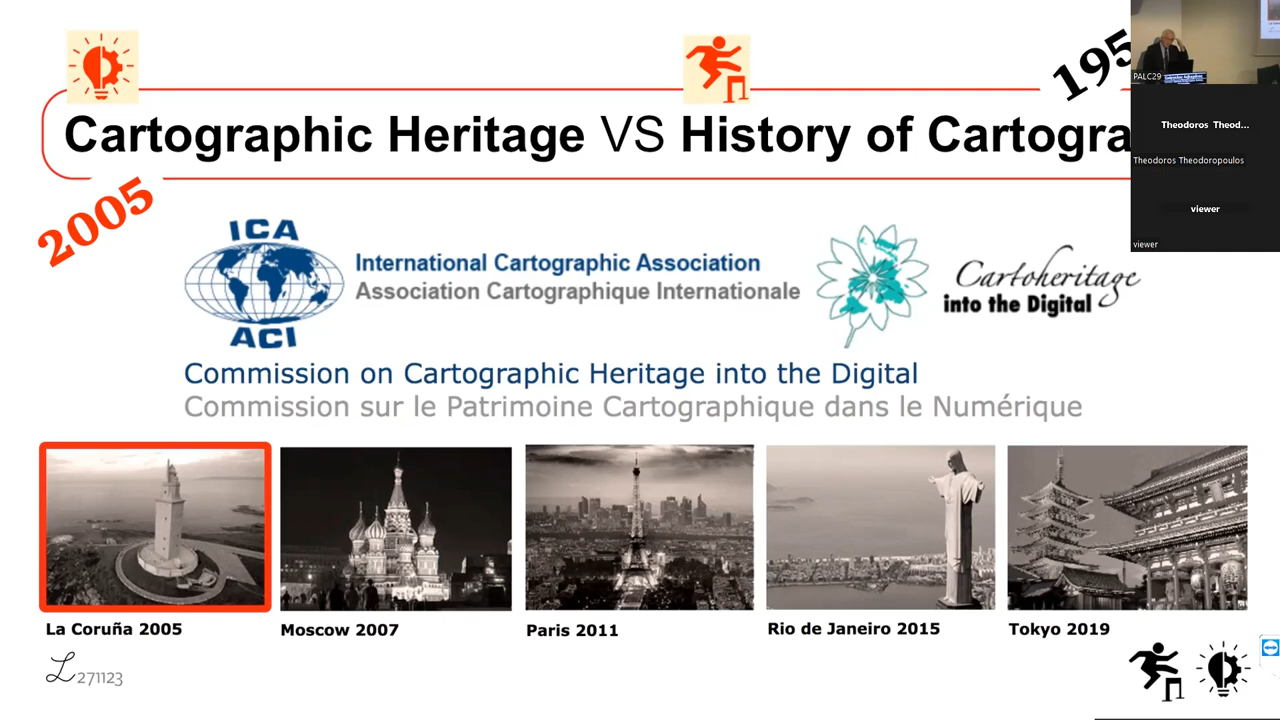 195
PALC29
Cartographic Heritage VS History of Cartogra
Theodoros Theod...
Theodoros Theodoropoulos
2005
viewer
viewer
ICA
ACI
International Cartographic Association
Association Cartographique Internationale
Cartoheritage
into the Digital
Commission on Cartographic Heritage into the Digital
Commission sur le Patrimoine Cartographique dans le Numérique
La Coruña 2005
Moscow 2007
Paris 2011
Rio de Janeiro 2015
Tokyo 2019
L 271123